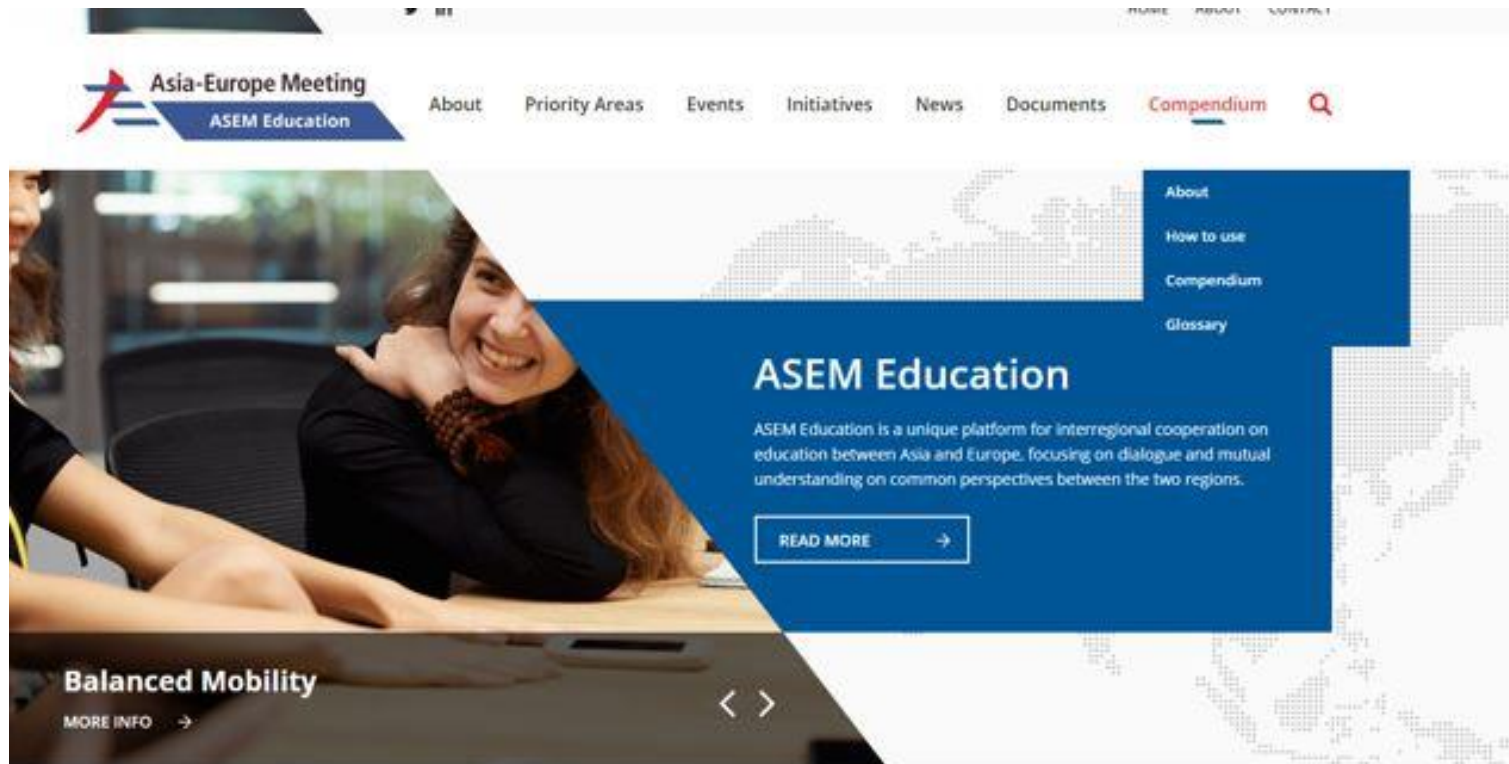 HOME ABOUT CONTACT
Asia-Europe Meeting
ASEM Education
About Priority Areas Events Initiatives News Documents Compendium
About
How to use
Compendium
Glossary
ASEM Education
ASEM Education is a unique platform for interregional cooperation on
education between Asia and Europe, focusing on dialogue and mutual
understanding on common perspectives between the two regions.
READ MORE
Balanced Mobility
MORE INFO